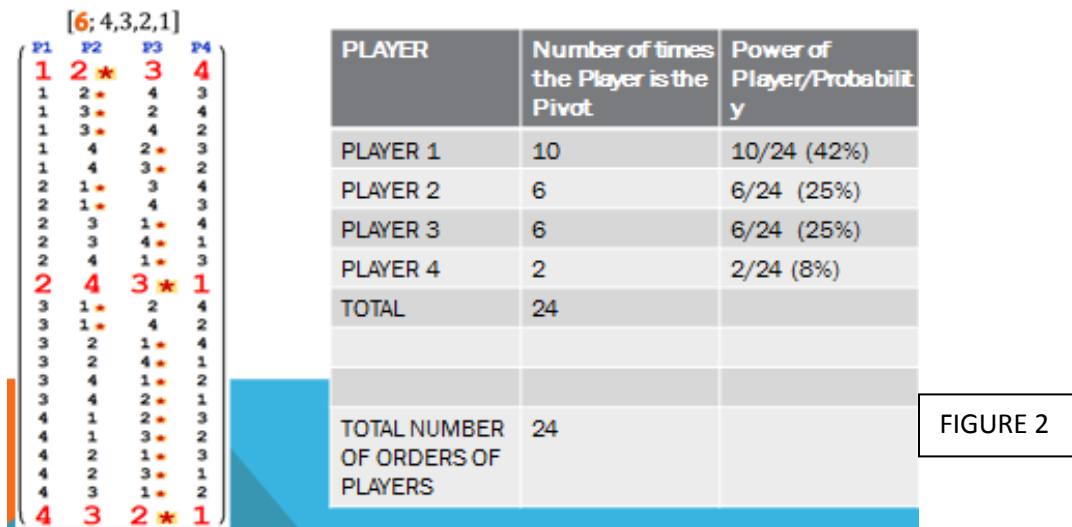 [6; 4,3,2,1]
P1 P2 P3 P4
1 2* 3 4
1 2* 4 3
1 3* 2 4
1 3* 4 2
1 4 2* 3
1 4 3* 2
2 1* 3 4
2 1* 4 3
2 3 1* 4
2 3 4* 1
2 4 1* 3
2 4 3* 1
3 1* 2 4
3 1* 4 2
3 2 1* 4
3 2 4* 1
3 4 1* 2
3 4 2* 1
4 1 2* 3
4 1 3* 2
4 2 1* 3
4 2 3* 1
4 3 1* 2
4 3 2* 1
PLAYER Number of times the Player is the Pivot Power of Player/Probability
PLAYER 1 10 10/24 (42%)
PLAYER 2 6 6/24 (25%)
PLAYER 3 6 6/24 (25%)
PLAYER 4 2 2/24 (8%)
TOTAL 24
TOTAL NUMBER OF ORDERS OF PLAYERS 24
FIGURE 2